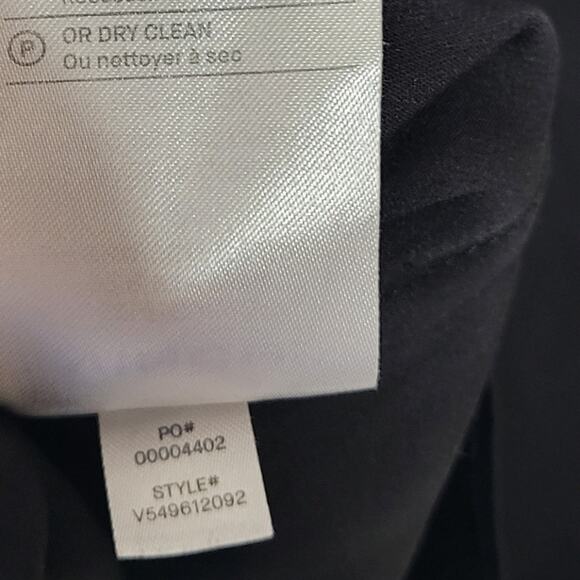 P
OR DRY CLEAN
Ou nettoyer à sec
PO#
00004402
STYLE#
V549612092